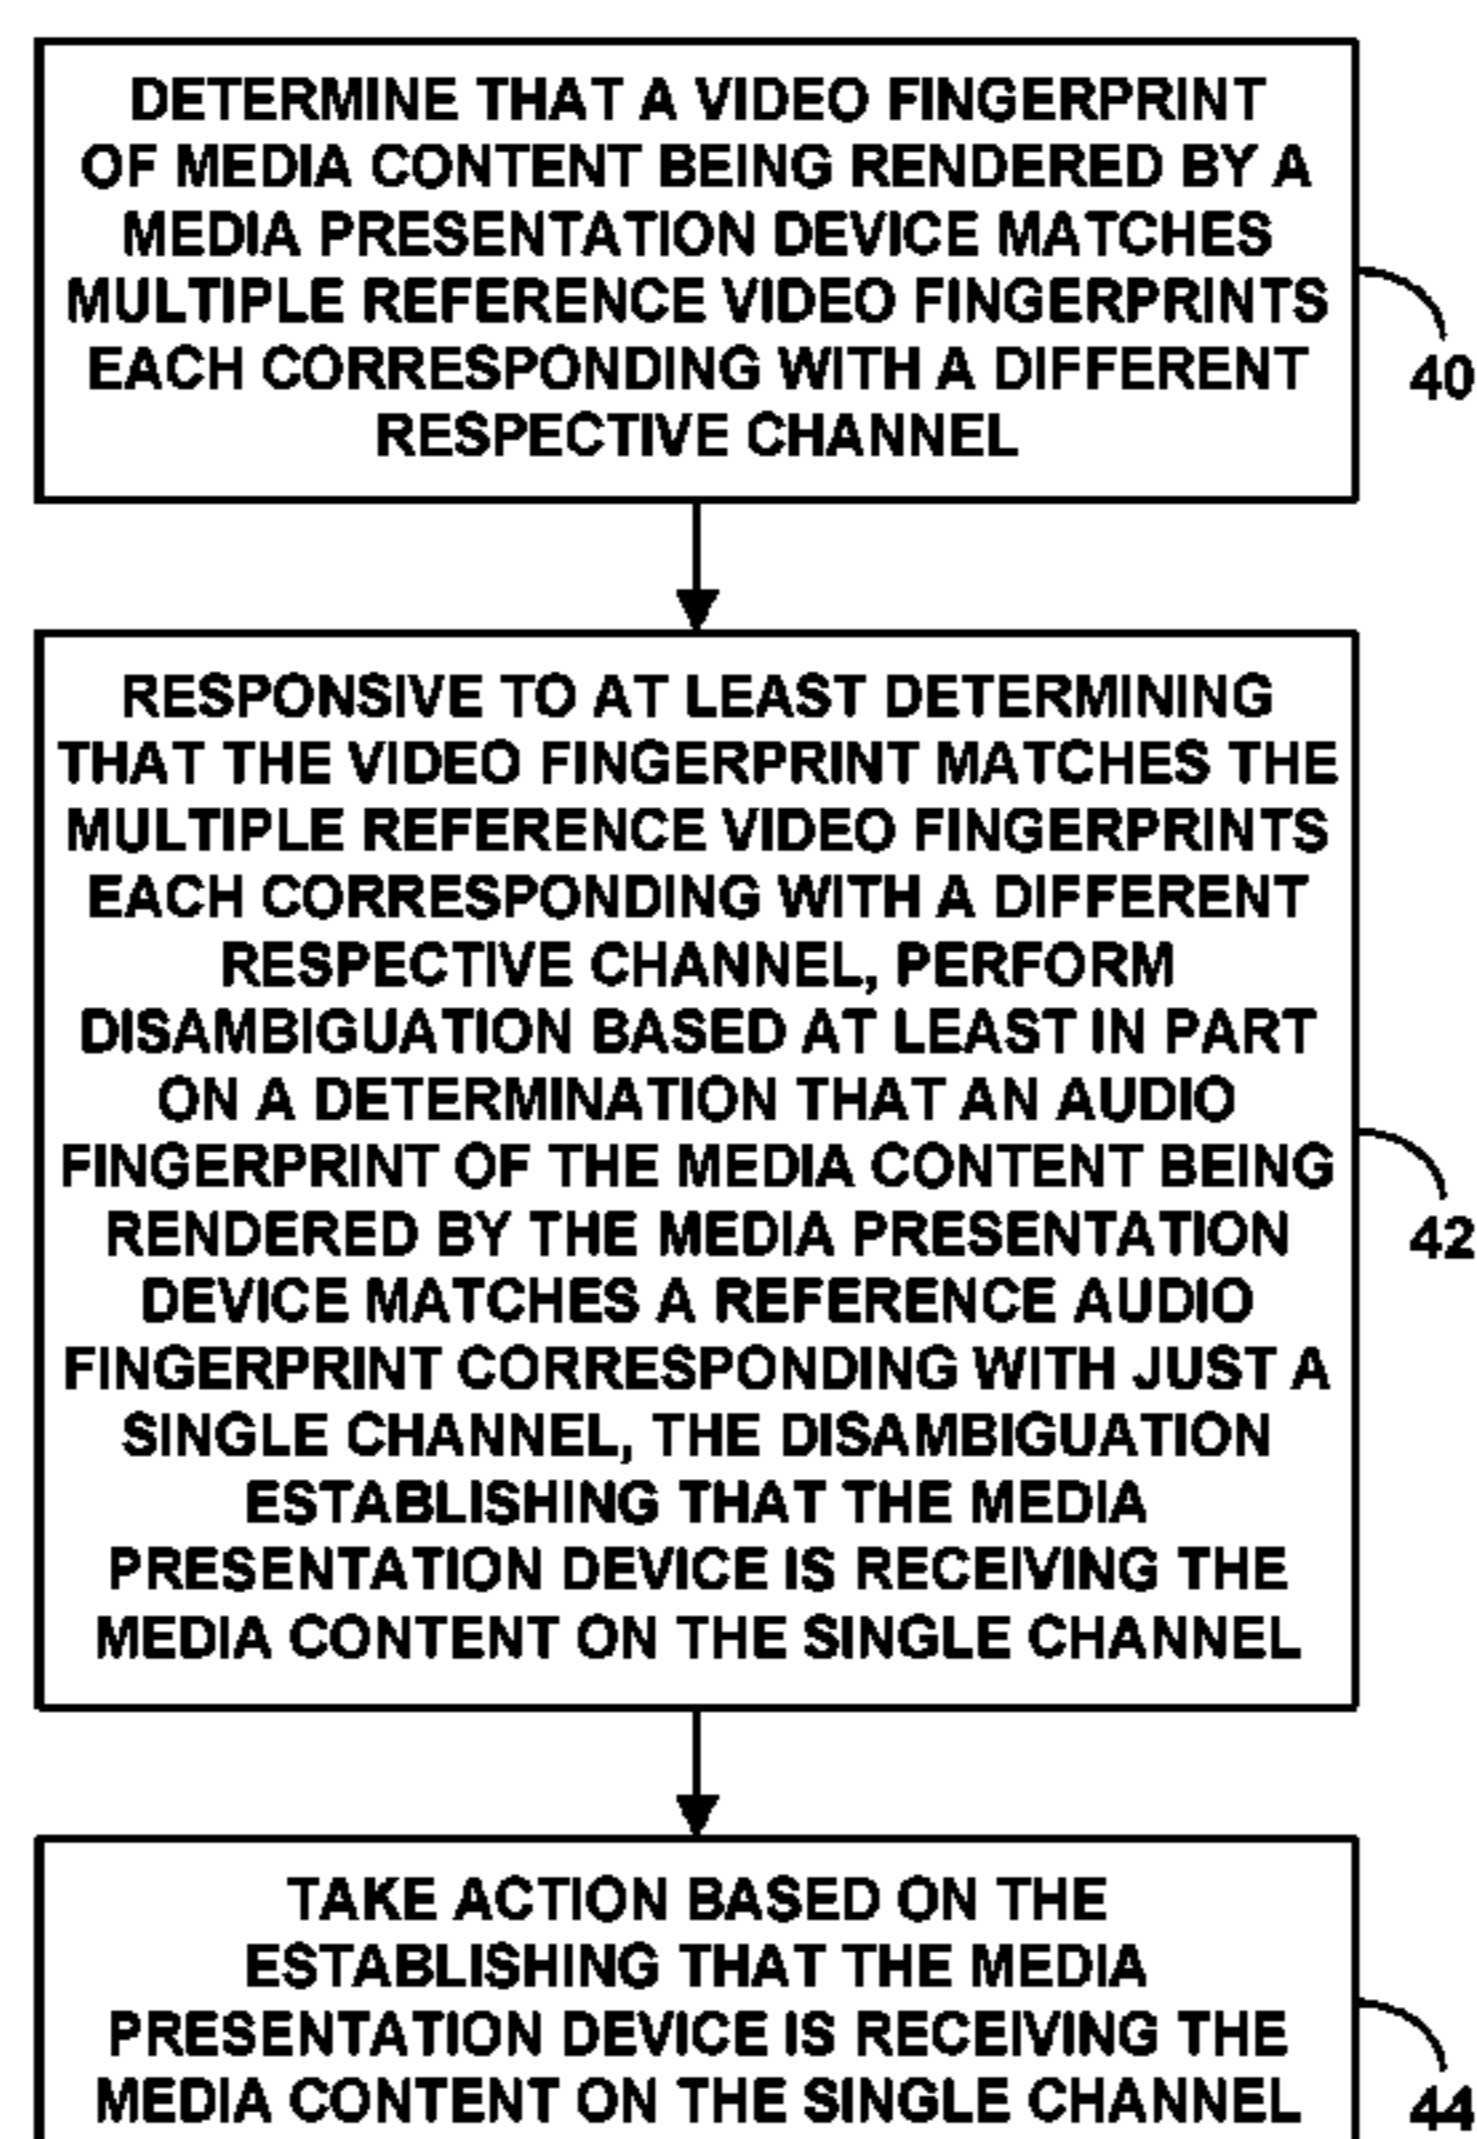 DETERMINE THAT A VIDEO FINGERPRINT
OF MEDIA CONTENT BEING RENDERED BY A
MEDIA PRESENTATION DEVICE MATCHES
MULTIPLE REFERENCE VIDEO FINGERPRINTS
EACH CORRESPONDING WITH A DIFFERENT
RESPECTIVE CHANNEL
40
RESPONSIVE TO AT LEAST DETERMINING
THAT THE VIDEO FINGERPRINT MATCHES THE
MULTIPLE REFERENCE VIDEO FINGERPRINTS
EACH CORRESPONDING WITH A DIFFERENT
RESPECTIVE CHANNEL, PERFORM
DISAMBIGUATION BASED AT LEAST IN PART
ON A DETERMINATION THAT AN AUDIO
FINGERPRINT OF THE MEDIA CONTENT BEING
RENDERED BY THE MEDIA PRESENTATION
DEVICE MATCHES A REFERENCE AUDIO
FINGERPRINT CORRESPONDING WITH JUST A
SINGLE CHANNEL, THE DISAMBIGUATION
ESTABLISHING THAT THE MEDIA
PRESENTATION DEVICE IS RECEIVING THE
MEDIA CONTENT ON THE SINGLE CHANNEL
42
TAKE ACTION BASED ON THE
ESTABLISHING THAT THE MEDIA
PRESENTATION DEVICE IS RECEIVING THE
MEDIA CONTENT ON THE SINGLE CHANNEL
44